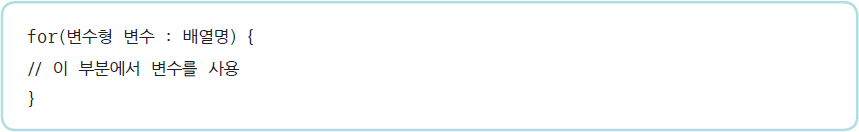 for(변수형 변수 : 배열명) {
// 이 부분에서 변수를 사용
}